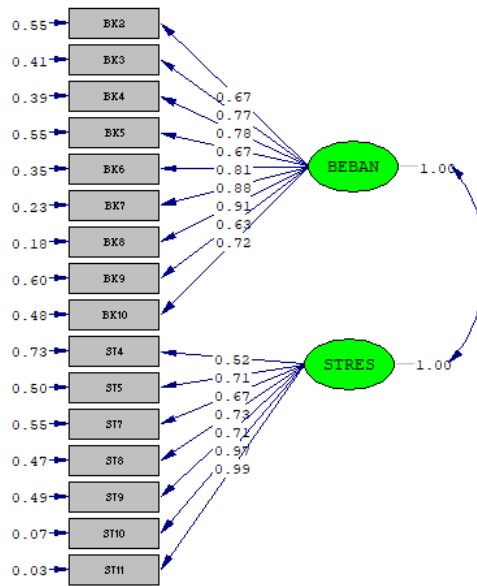 0.55 BK2
0.41 BK3
0.39 BK4
0.55 BK5
0.35 BK6
0.23 BK7
0.18 BK8
0.60 BK9
0.48 BK10
0.73 ST4
0.50 ST5
0.55 ST7
0.47 ST8
0.49 ST9
0.07 ST10
0.03 ST11
0.67
0.77
0.78
0.67
0.81
0.88
0.91
0.63
0.72
BEBAN 1.00
0.52
0.71
0.67
0.73
0.71
0.97
0.99
STRES 1.00